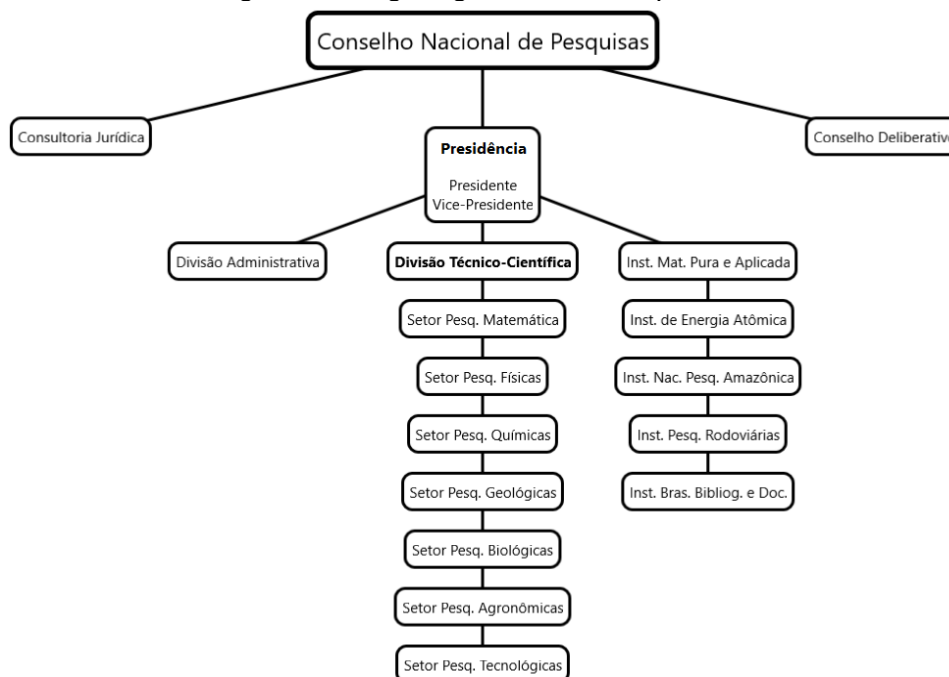 Conselho Nacional de Pesquisas
Consultoria Jurídica
Conselho Deliberativo
Presidência
Presidente
Vice-Presidente
Divisão Administrativa
Divisão Técnico-Científica
Inst. Mat. Pura e Aplicada
Setor Pesq. Matemática
Inst. de Energia Atômica
Setor Pesq. Físicas
Inst. Nac. Pesq. Amazônica
Setor Pesq. Químicas
Inst. Pesq. Rodoviárias
Setor Pesq. Geológicas
Inst. Bras. Bibliog. e Doc.
Setor Pesq. Biológicas
Setor Pesq. Agronômicas
Setor Pesq. Tecnológicas